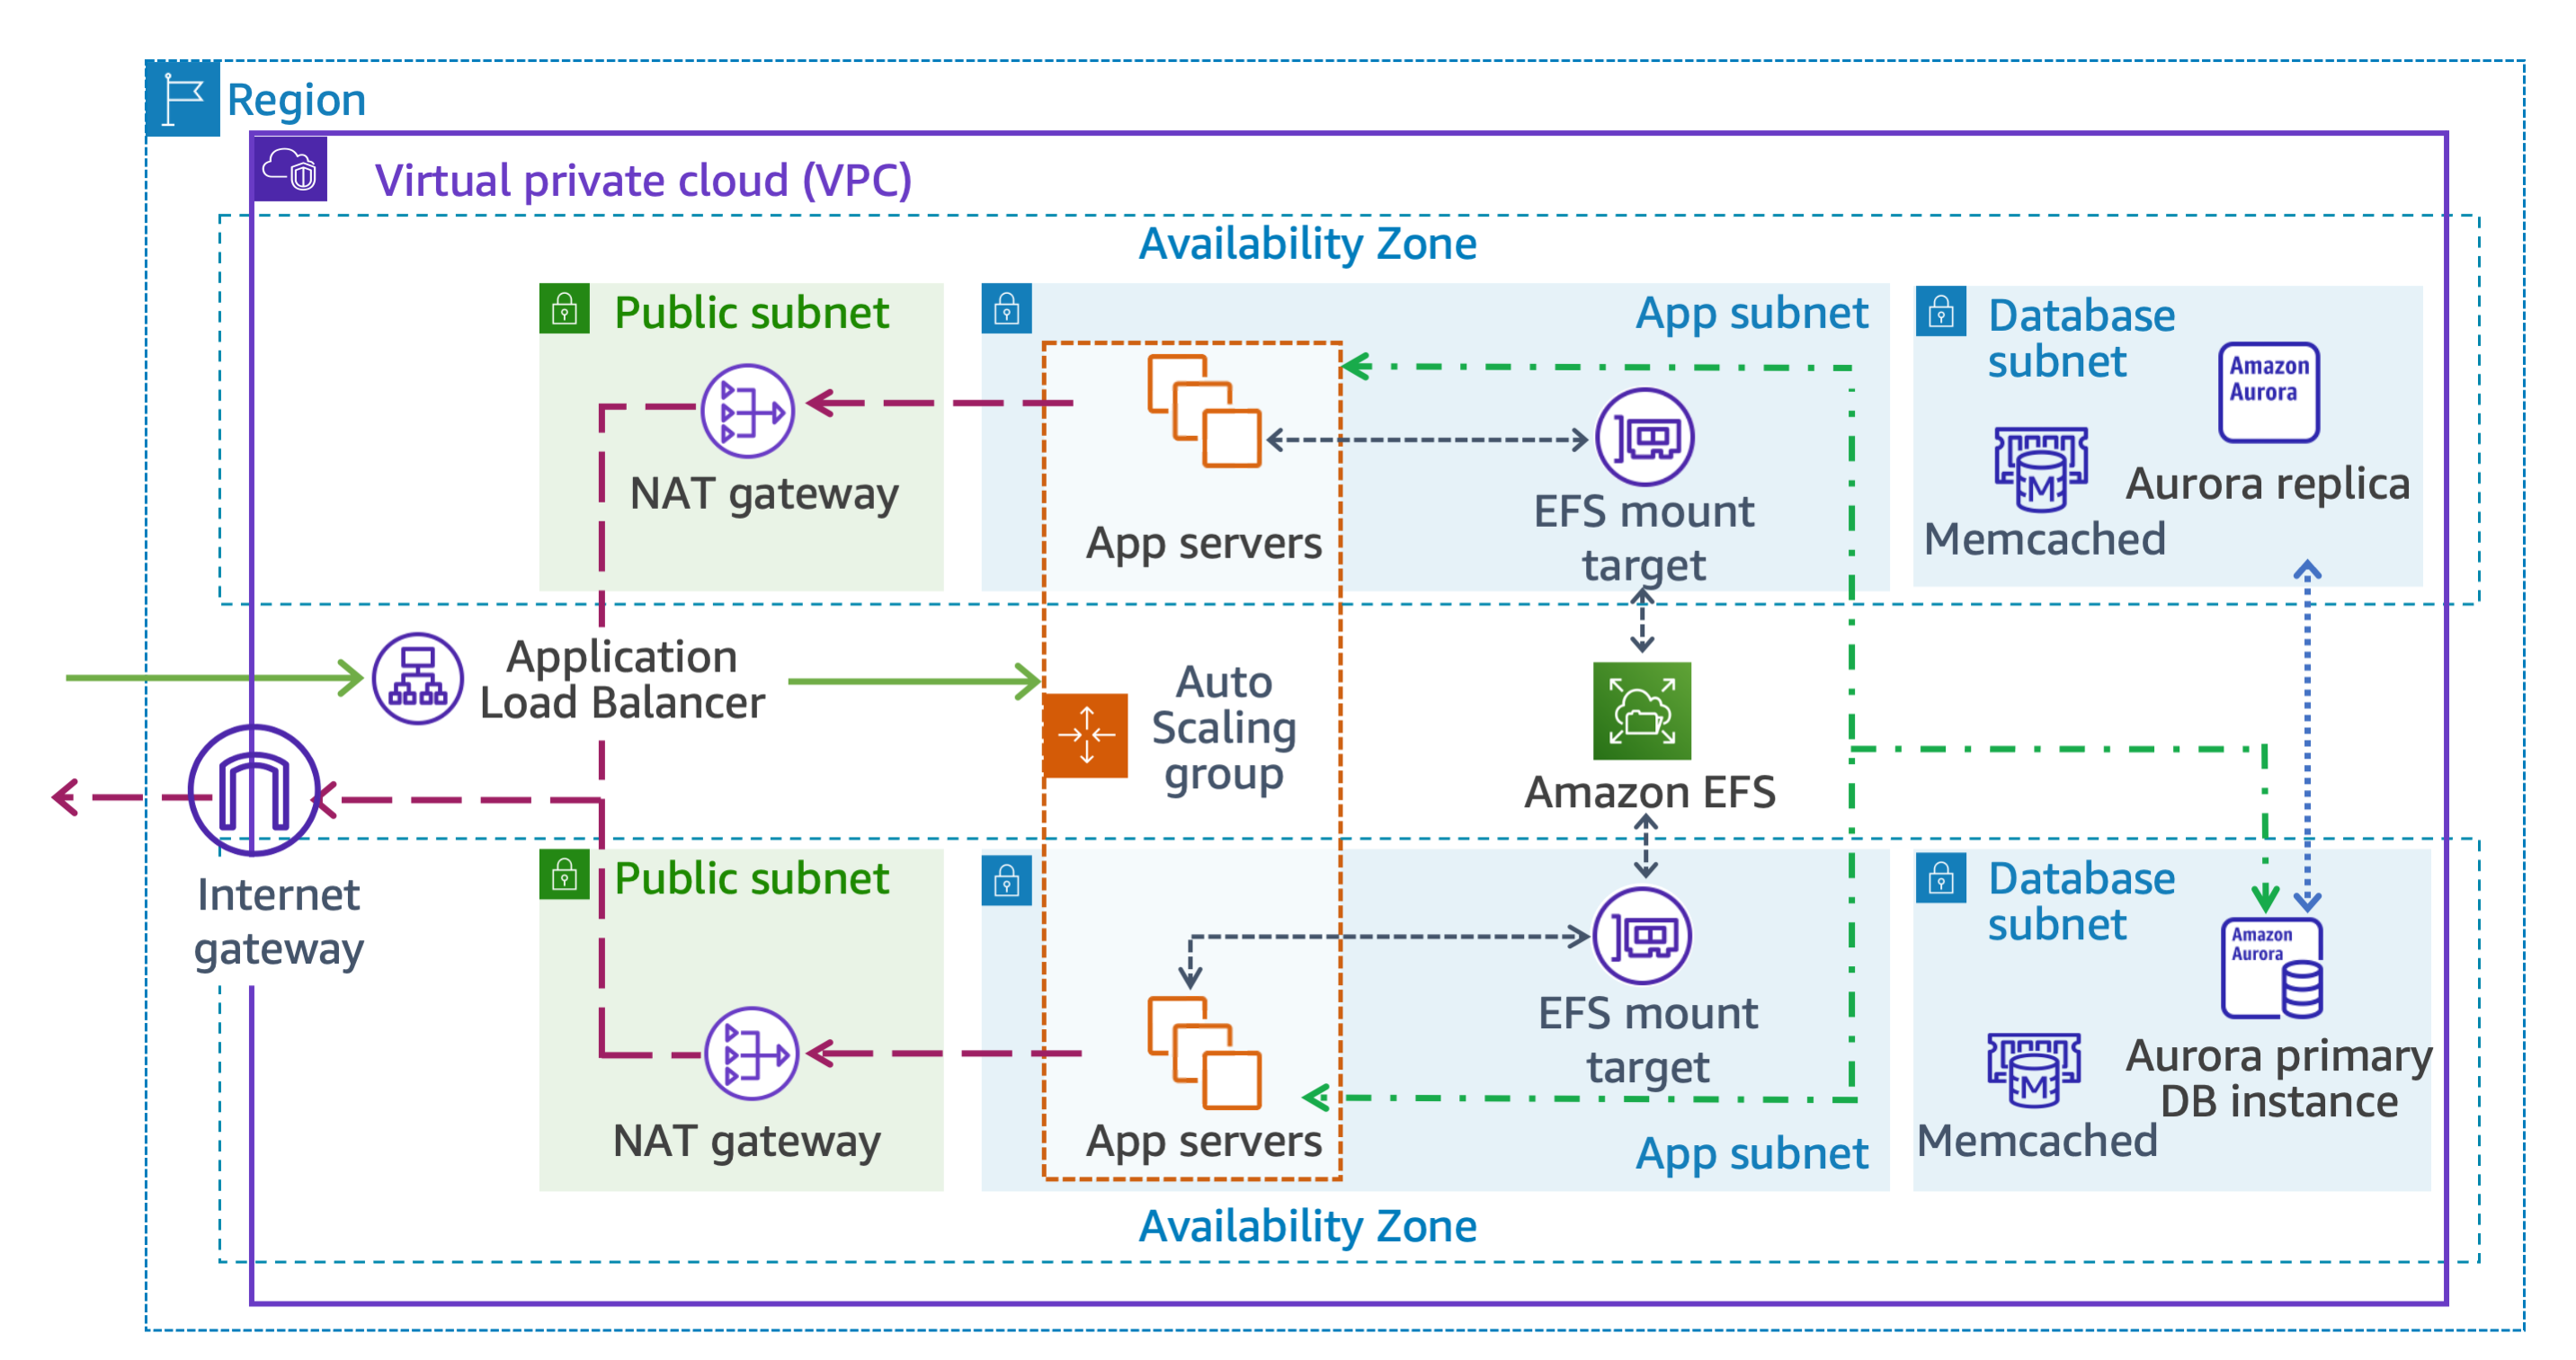 Region
Virtual private cloud (VPC)
Availability Zone
Public subnet
NAT gateway
App subnet
App servers
EFS mount
target
Database
subnet
Amazon
Aurora
Aurora replica
M
Memcached
Application
Load Balancer
Auto
Scaling
group
Amazon EFS
Internet
gateway
Public subnet
NAT gateway
App servers
EFS mount
target
App subnet
Database
subnet
Amazon
Aurora
Aurora primary
DB instance
M
Memcached
Availability Zone